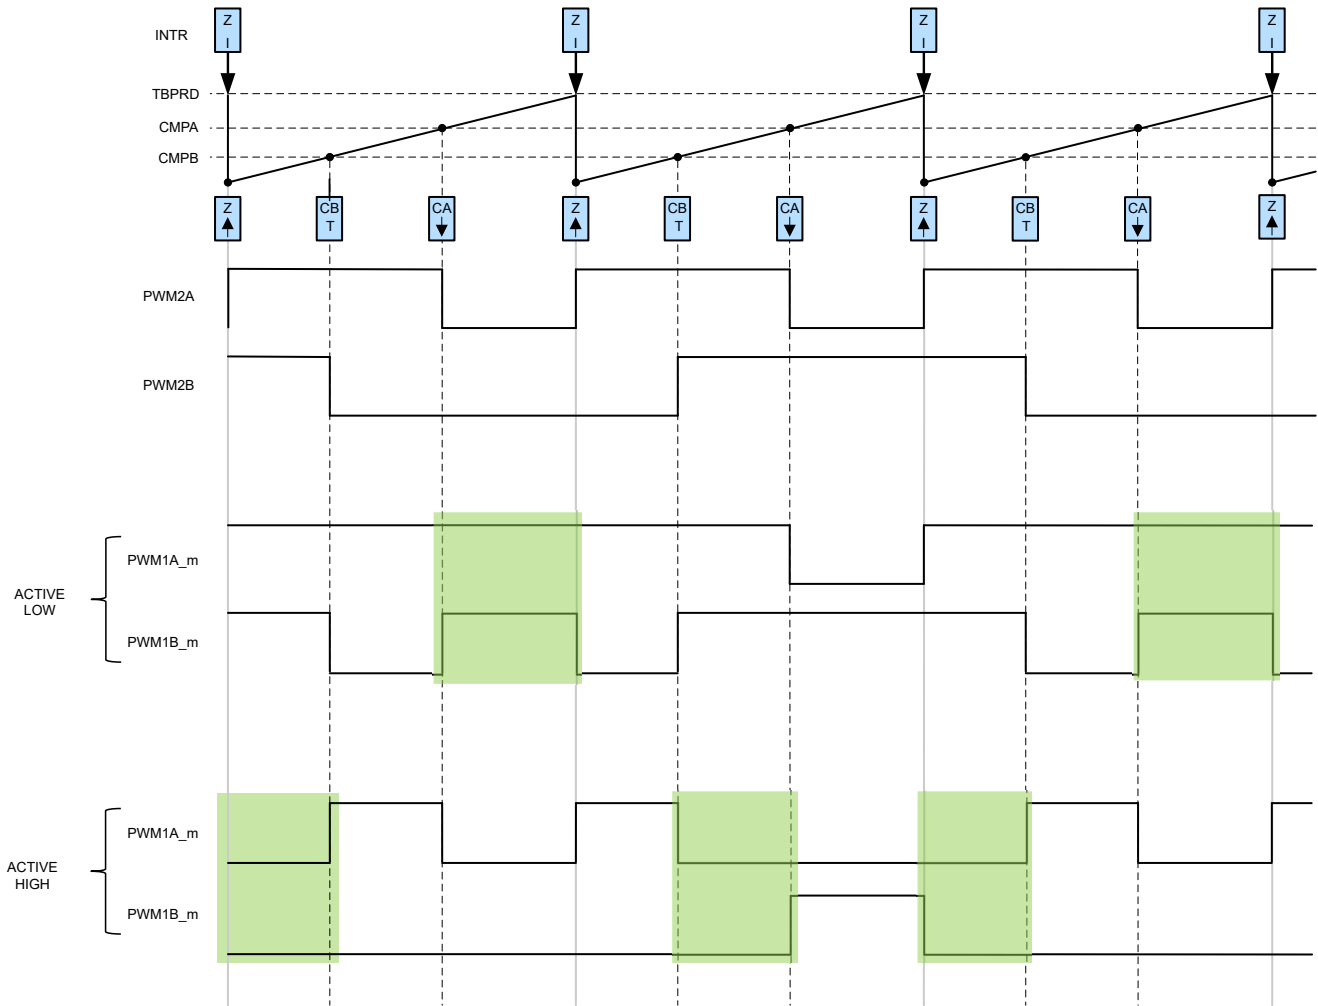 Z Z Z Z
INTR
I I I I
TBPRD
CMPA
CMPB
Z CB CA Z CB CA Z CB CA Z
T T T
PWM2A
PWM2B
PWM1A_m
ACTIVE
LOW
PWM1B_m
PWM1A_m
ACTIVE
HIGH
PWM1B_m